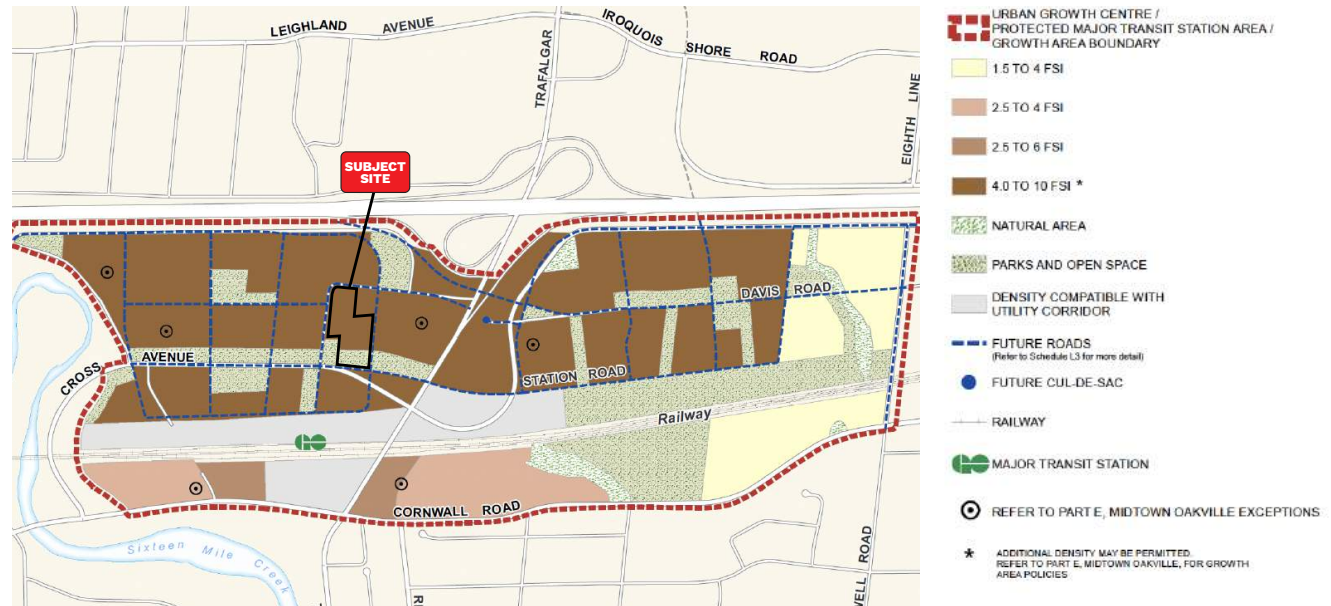 LEIGHLAND AVENUE
IROQUOIS SHORE ROAD
TRAFALGAR
EIGHTH LINE
SUBJECT
SITE
DAVIS ROAD
CROSS AVENUE
STATION ROAD
Railway
GO
CORNWALL ROAD
Sixteen Mile Creek
WELL ROAD
URBAN GROWTH CENTRE /
PROTECTED MAJOR TRANSIT STATION AREA /
GROWTH AREA BOUNDARY
1.5 TO 4 FSI
2.5 TO 4 FSI
2.5 TO 6 FSI
4.0 TO 10 FSI *
NATURAL AREA
PARKS AND OPEN SPACE
DENSITY COMPATIBLE WITH
UTILITY CORRIDOR
FUTURE ROADS
(Refer to Schedule L3 for more detail)
FUTURE CUL-DE-SAC
RAILWAY
GO MAJOR TRANSIT STATION
REFER TO PART E, MIDTOWN OAKVILLE EXCEPTIONS
* ADDITIONAL DENSITY MAY BE PERMITTED.
REFER TO PART E, MIDTOWN OAKVILLE, FOR GROWTH
AREA POLICIES